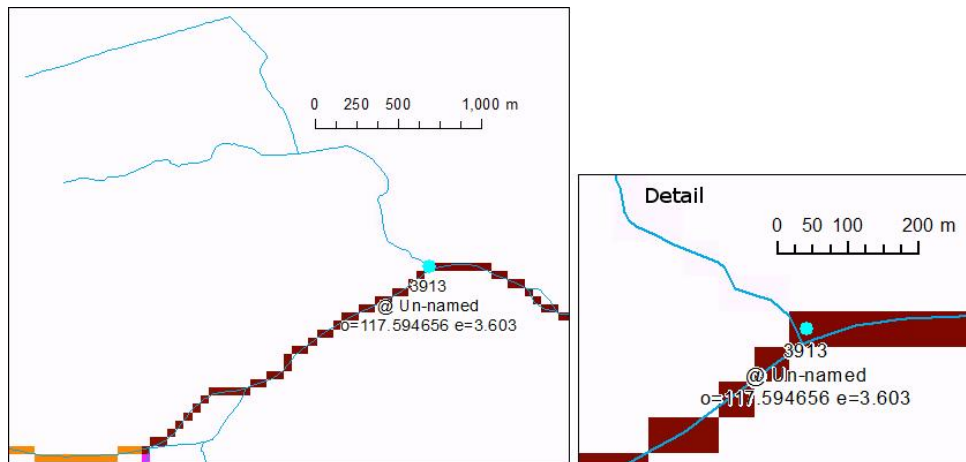 0 250 500 1,000 m
3913
@ Un-named
o=117.594656 e=3.603
Detail
0 50 100 200 m
3913
@ Un-named
o=117.594656 e=3.603